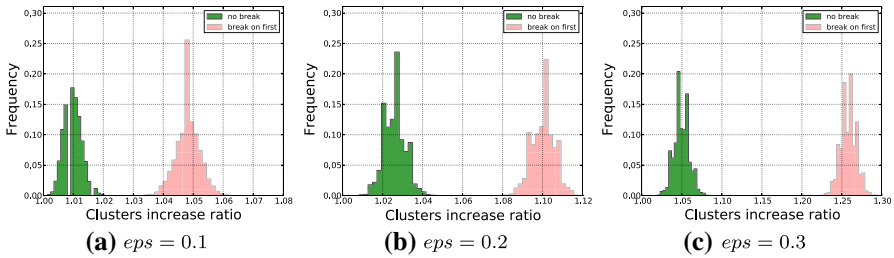 0.30
0.25
0.20
0.15
0.10
0.05
0.00
Frequency
no break
break on first
1.00 1.01 1.02 1.03 1.04 1.05 1.06 1.07 1.08
Clusters increase ratio
(a) eps = 0.1
0.30
0.25
0.20
0.15
0.10
0.05
0.00
Frequency
no break
break on first
1.00 1.02 1.04 1.06 1.08 1.10 1.12
Clusters increase ratio
(b) eps = 0.2
0.30
0.25
0.20
0.15
0.10
0.05
0.00
Frequency
no break
break on first
1.00 1.05 1.10 1.15 1.20 1.25 1.30
Clusters increase ratio
(c) eps = 0.3